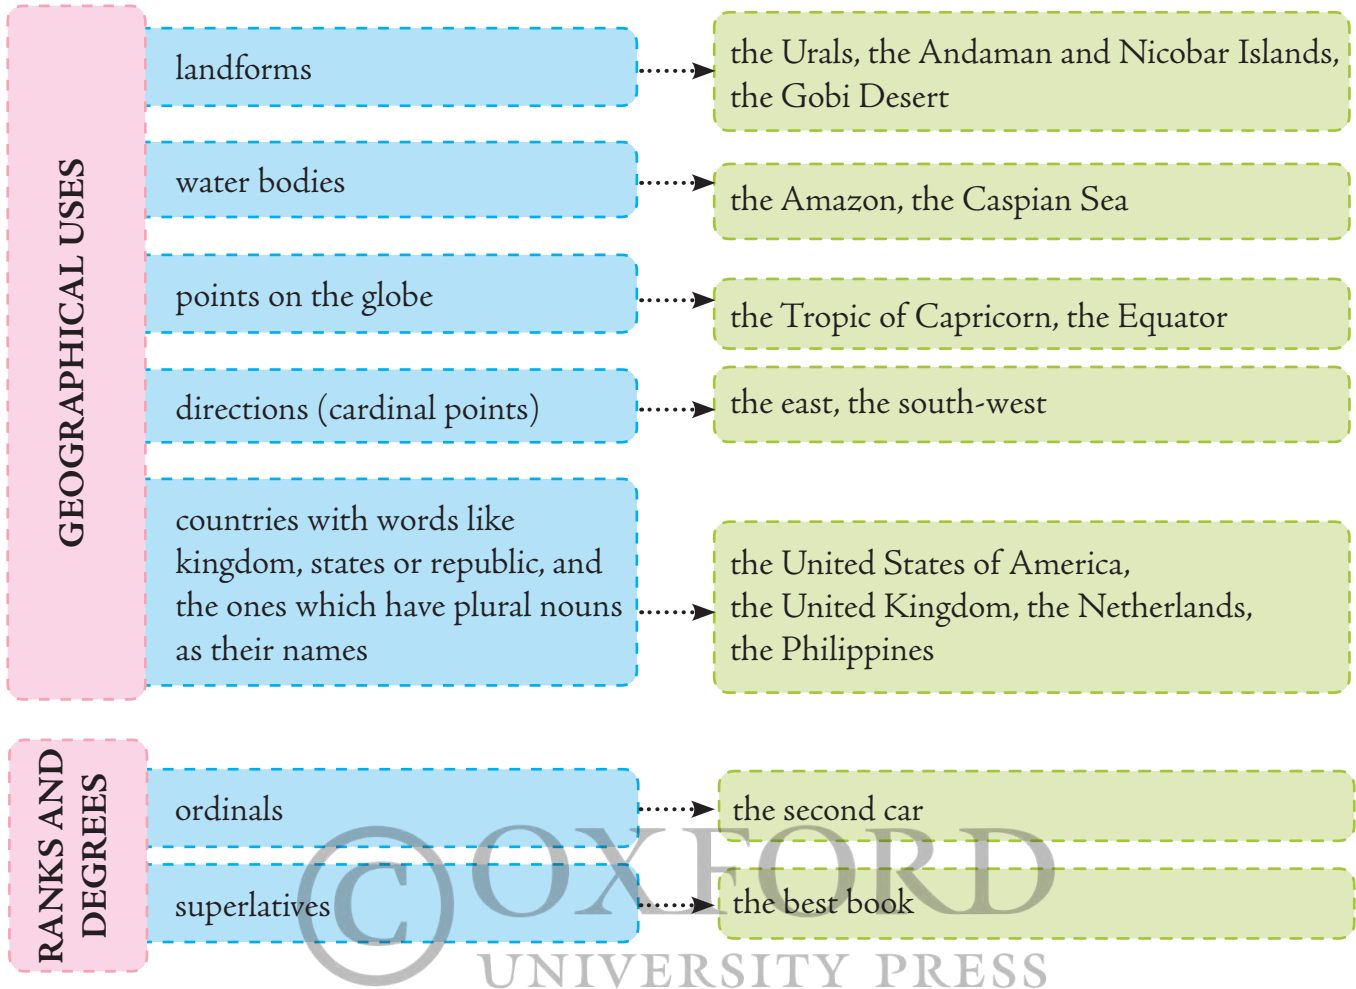 GEOGRAPHICAL USES
landforms
the Urals, the Andaman and Nicobar Islands,
the Gobi Desert
water bodies
the Amazon, the Caspian Sea
points on the globe
the Tropic of Capricorn, the Equator
directions (cardinal points)
the east, the south-west
countries with words like
kingdom, states or republic, and
the ones which have plural nouns
as their names
the United States of America,
the United Kingdom, the Netherlands,
the Philippines
RANKS AND
DEGREES
ordinals
the second car
superlatives
the best book
© OXFORD
UNIVERSITY PRESS